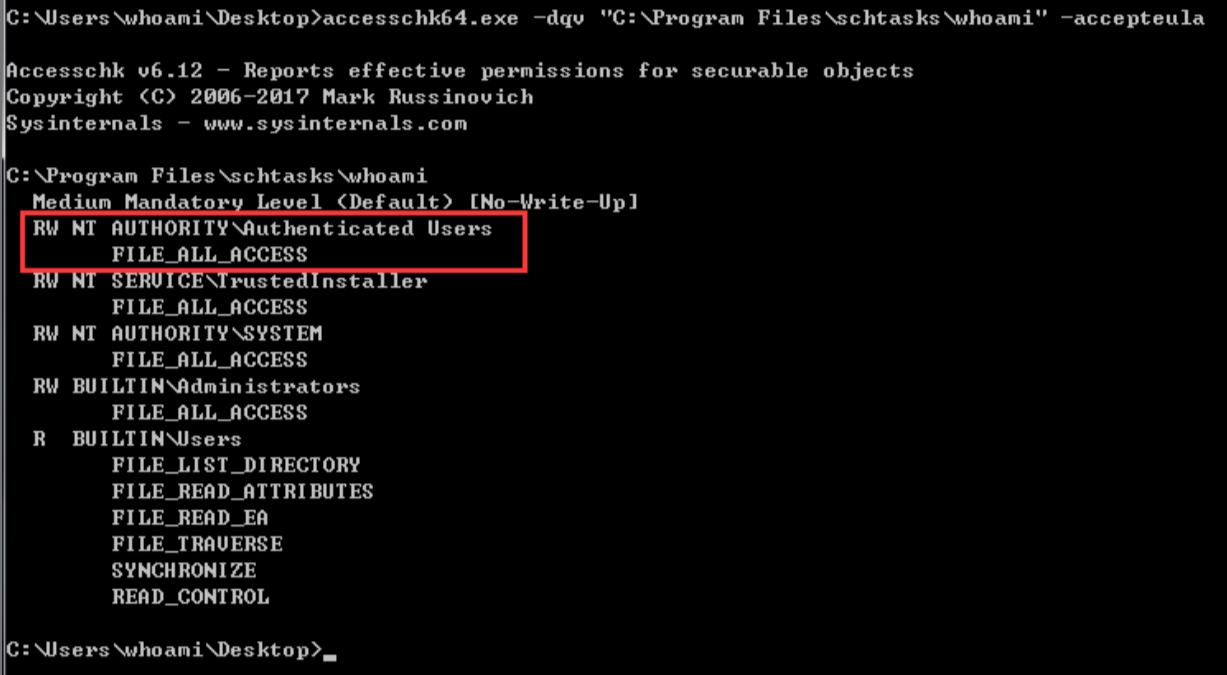 C:\Users\whoami\Desktop>accesschk64.exe -dqv "C:\Program Files\schtasks\whoami" -accepteula
Accesschk v6.12 - Reports effective permissions for securable objects
Copyright (C) 2006-2017 Mark Russinovich
Sysinternals - www.sysinternals.com
C:\Program Files\schtasks\whoami
  Medium Mandatory Level (Default) [No-Write-Up]
  RW NT AUTHORITY\Authenticated Users
        FILE_ALL_ACCESS
  RW NT SERVICE\TrustedInstaller
        FILE_ALL_ACCESS
  RW NT AUTHORITY\SYSTEM
        FILE_ALL_ACCESS
  RW BUILTIN\Administrators
        FILE_ALL_ACCESS
  R  BUILTIN\Users
        FILE_LIST_DIRECTORY
        FILE_READ_ATTRIBUTES
        FILE_READ_EA
        FILE_TRAVERSE
        SYNCHRONIZE
        READ_CONTROL
C:\Users\whoami\Desktop>_